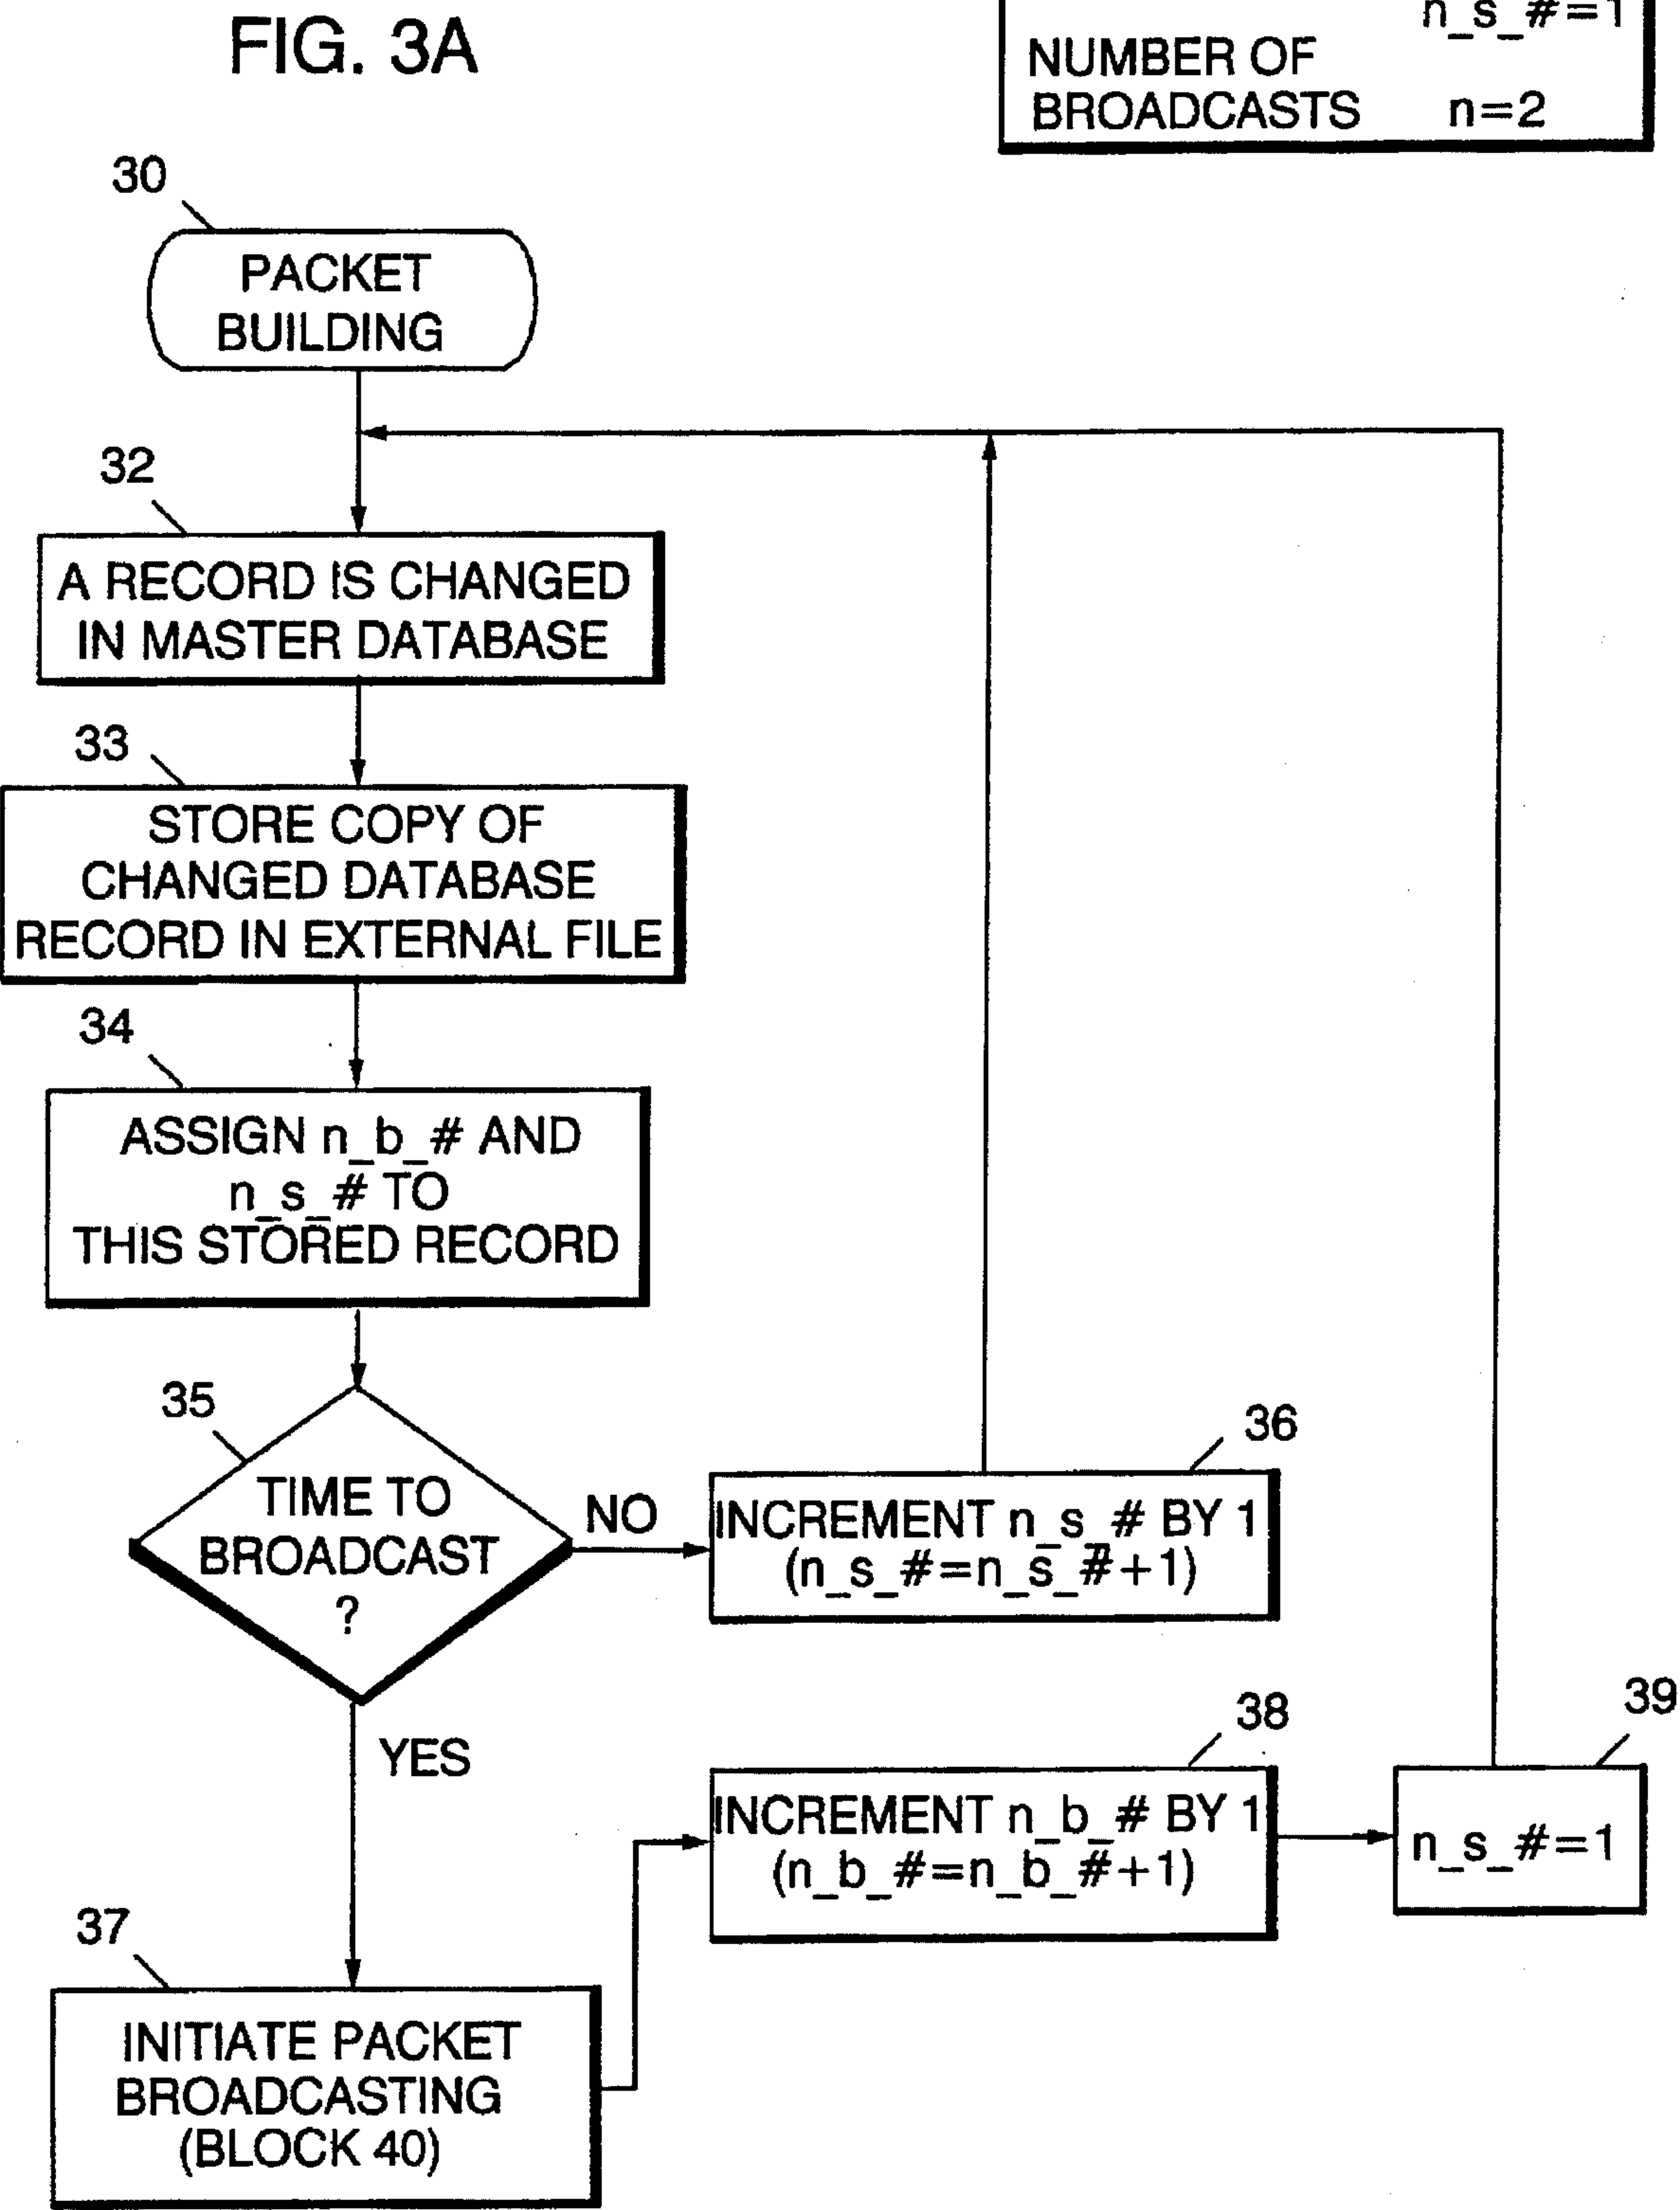 FIG. 3A
n_s_#=1
NUMBER OF
BROADCASTS n=2
30
PACKET
BUILDING
32
A RECORD IS CHANGED
IN MASTER DATABASE
33
STORE COPY OF
CHANGED DATABASE
RECORD IN EXTERNAL FILE
34
ASSIGN n_b_# AND
n_s_# TO
THIS STORED RECORD
35
TIME TO
BROADCAST
?
NO
36
INCREMENT n_s_# BY 1
(n_s_#=n_s_#+1)
YES
38
INCREMENT n_b_# BY 1
(n_b_#=n_b_#+1)
39
n_s_#=1
37
INITIATE PACKET
BROADCASTING
(BLOCK 40)